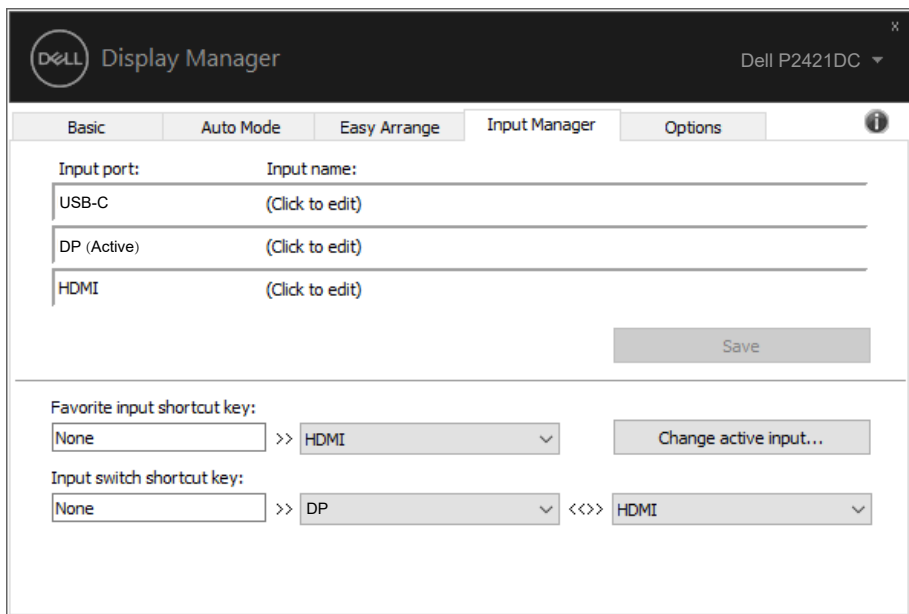 x
DELL Display Manager Dell P2421DC
Basic Auto Mode Easy Arrange Input Manager Options i
Input port: Input name:
USB-C (Click to edit)
DP (Active) (Click to edit)
HDMI (Click to edit)
Save
Favorite input shortcut key:
None >> HDMI Change active input...
Input switch shortcut key:
None >> DP <<>> HDMI